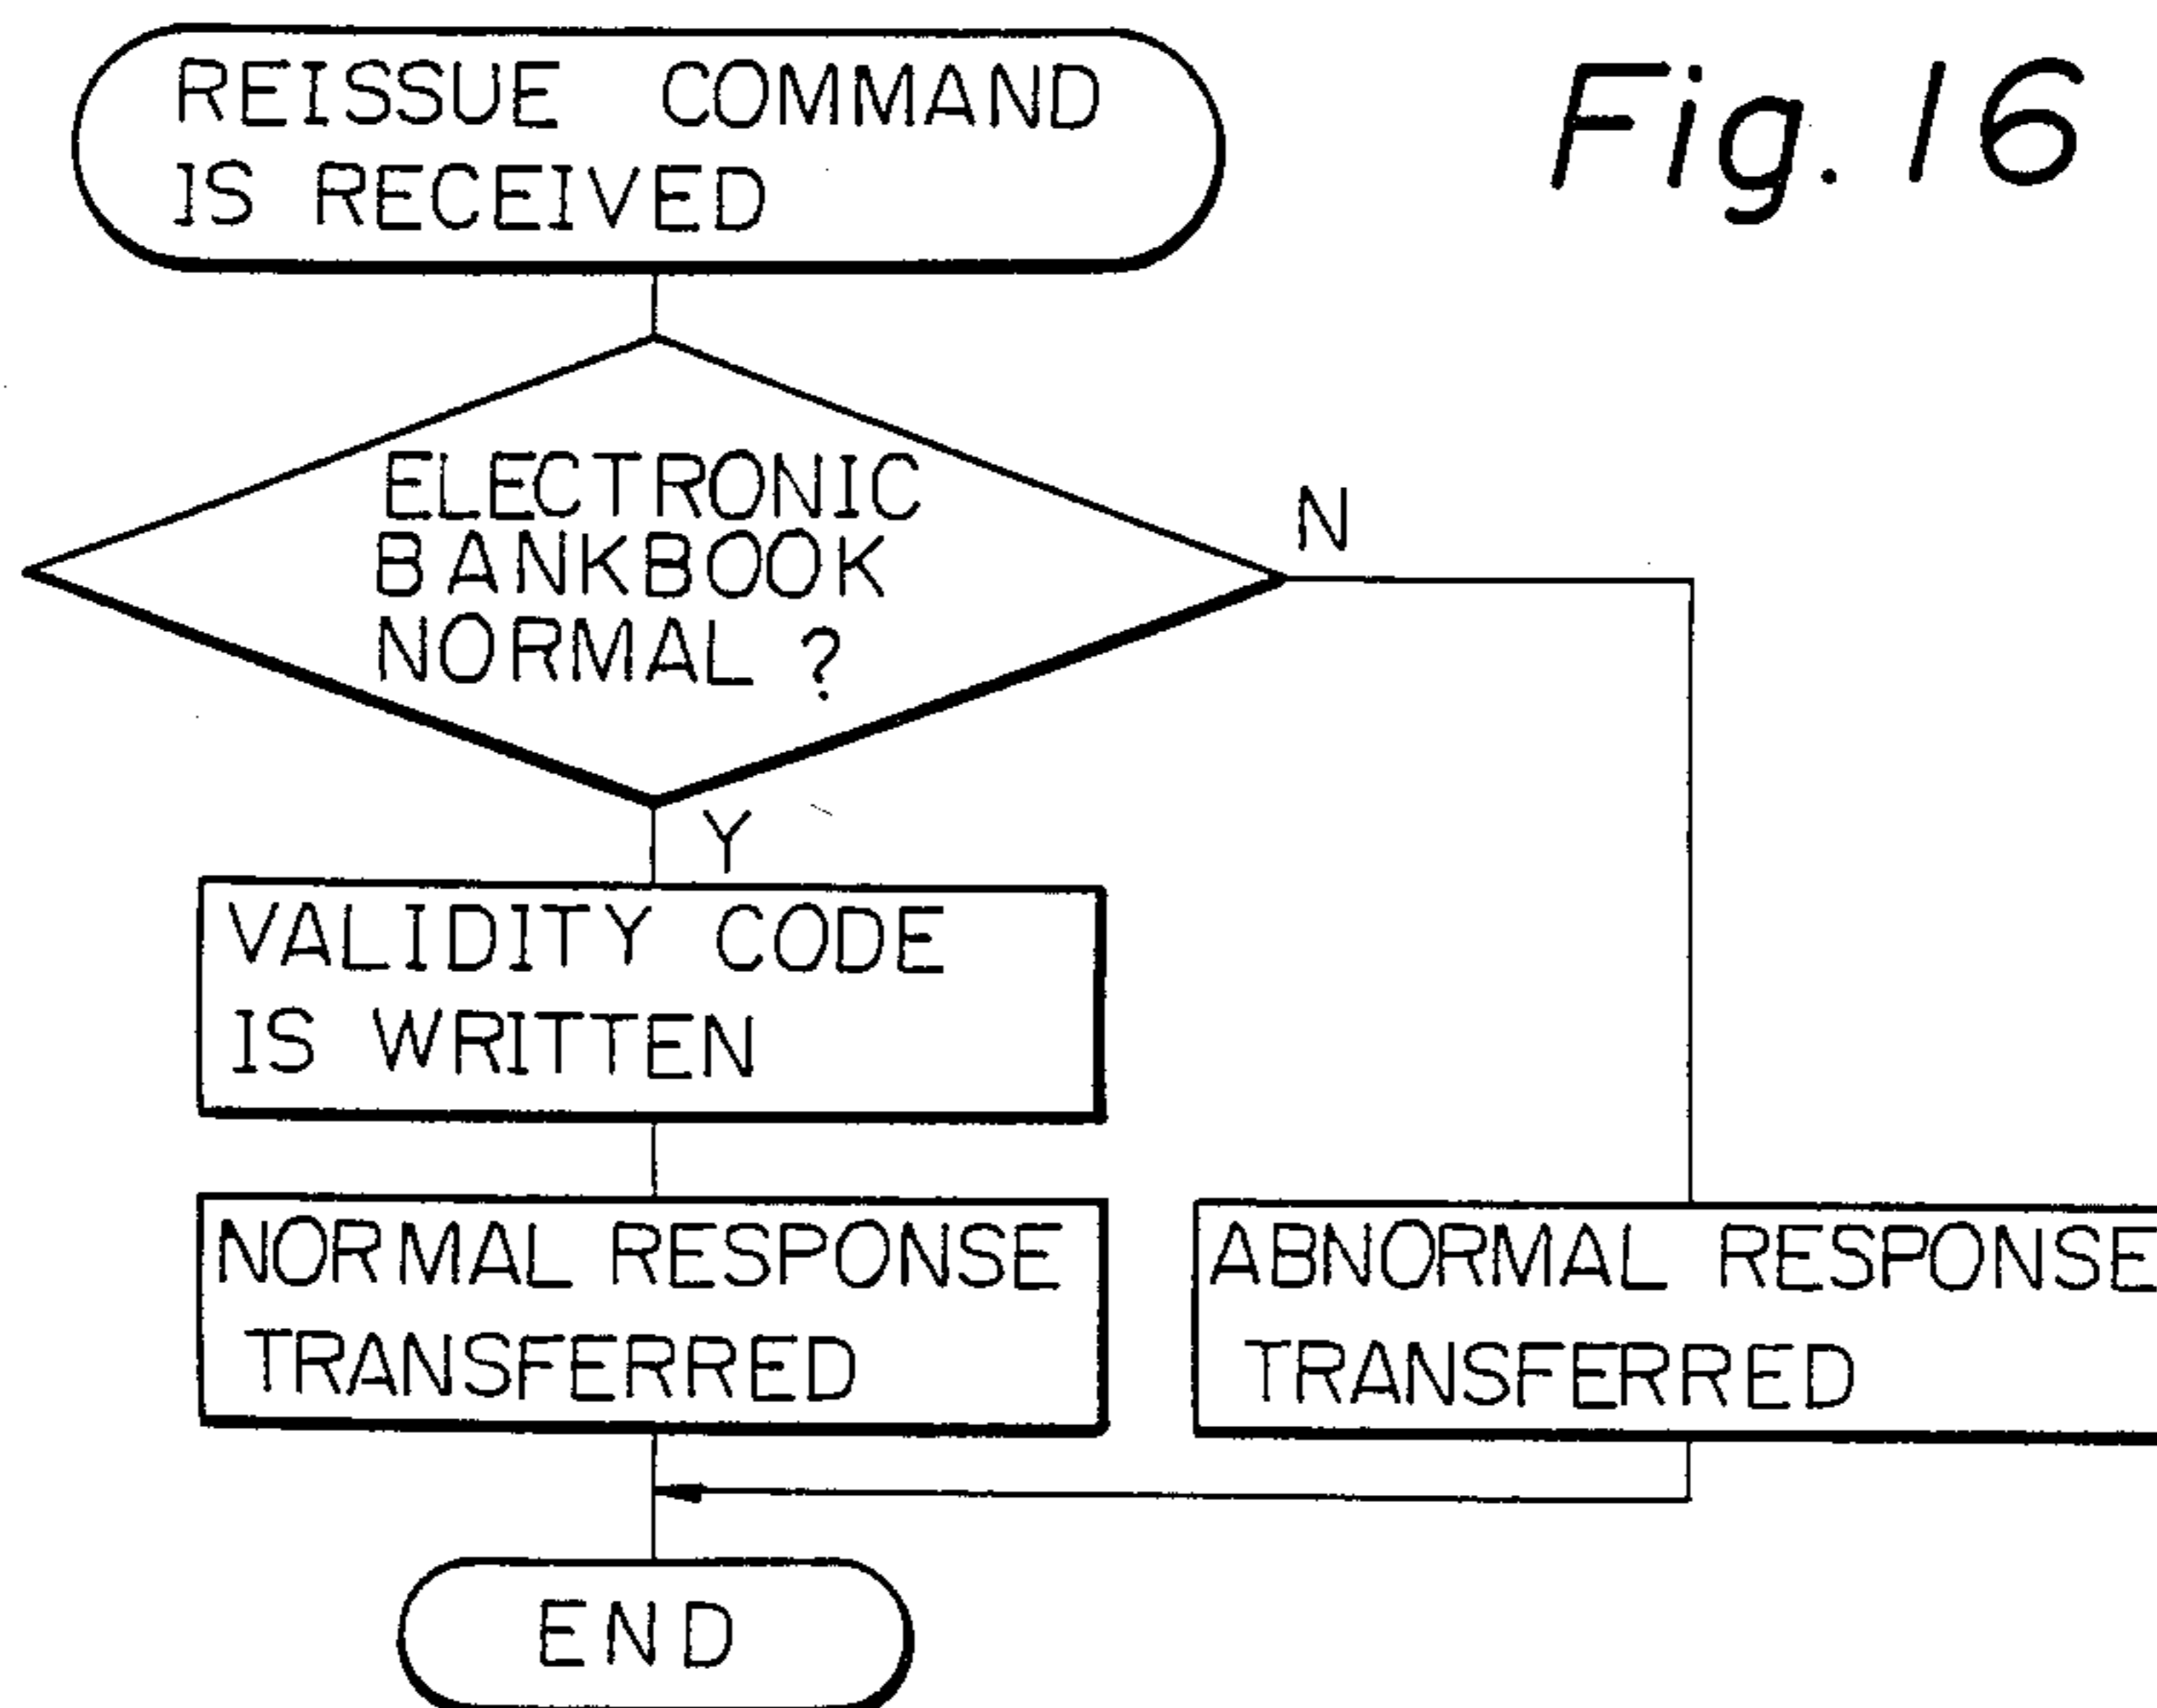 REISSUE COMMAND
IS RECEIVED
Fig. 16
ELECTRONIC
BANKBOOK
NORMAL ?
N
Y
VALIDITY CODE
IS WRITTEN
NORMAL RESPONSE
TRANSFERRED
ABNORMAL RESPONSE
TRANSFERRED
END